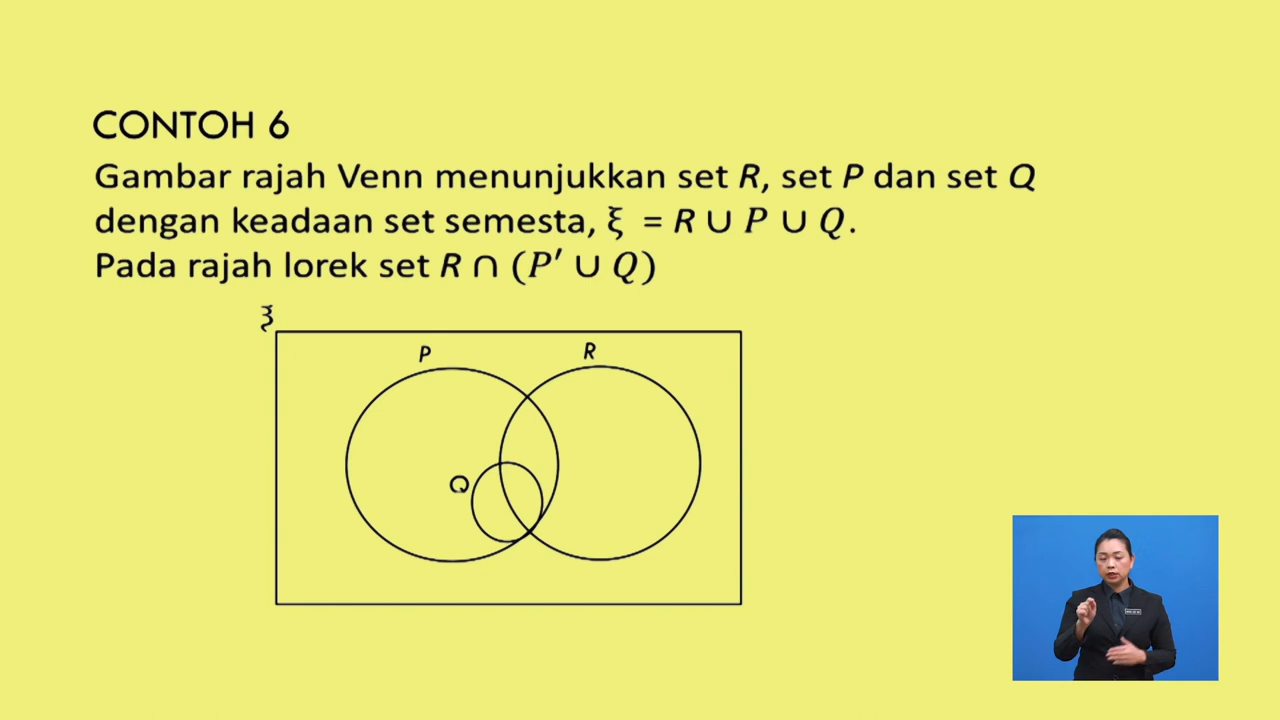 CONTOH 6
Gambar rajah Venn menunjukkan set R, set P dan set Q
dengan keadaan set semesta, ξ = R ∪ P ∪ Q.
Pada rajah lorek set R ∩ (P′ ∪ Q)
ξ
P
R
Q